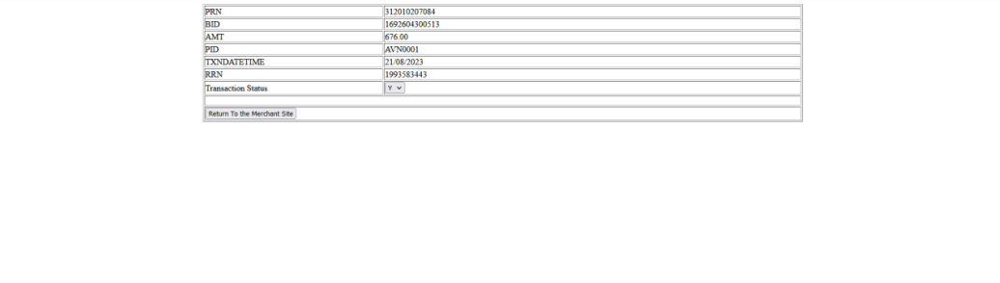 PRN 312010207084
BID 1692604300513
AMT 676.00
PID AVN0001
TXNDATETIME 21/08/2023
RRN 1993583443
Transaction Status Y
Return To the Merchant Site